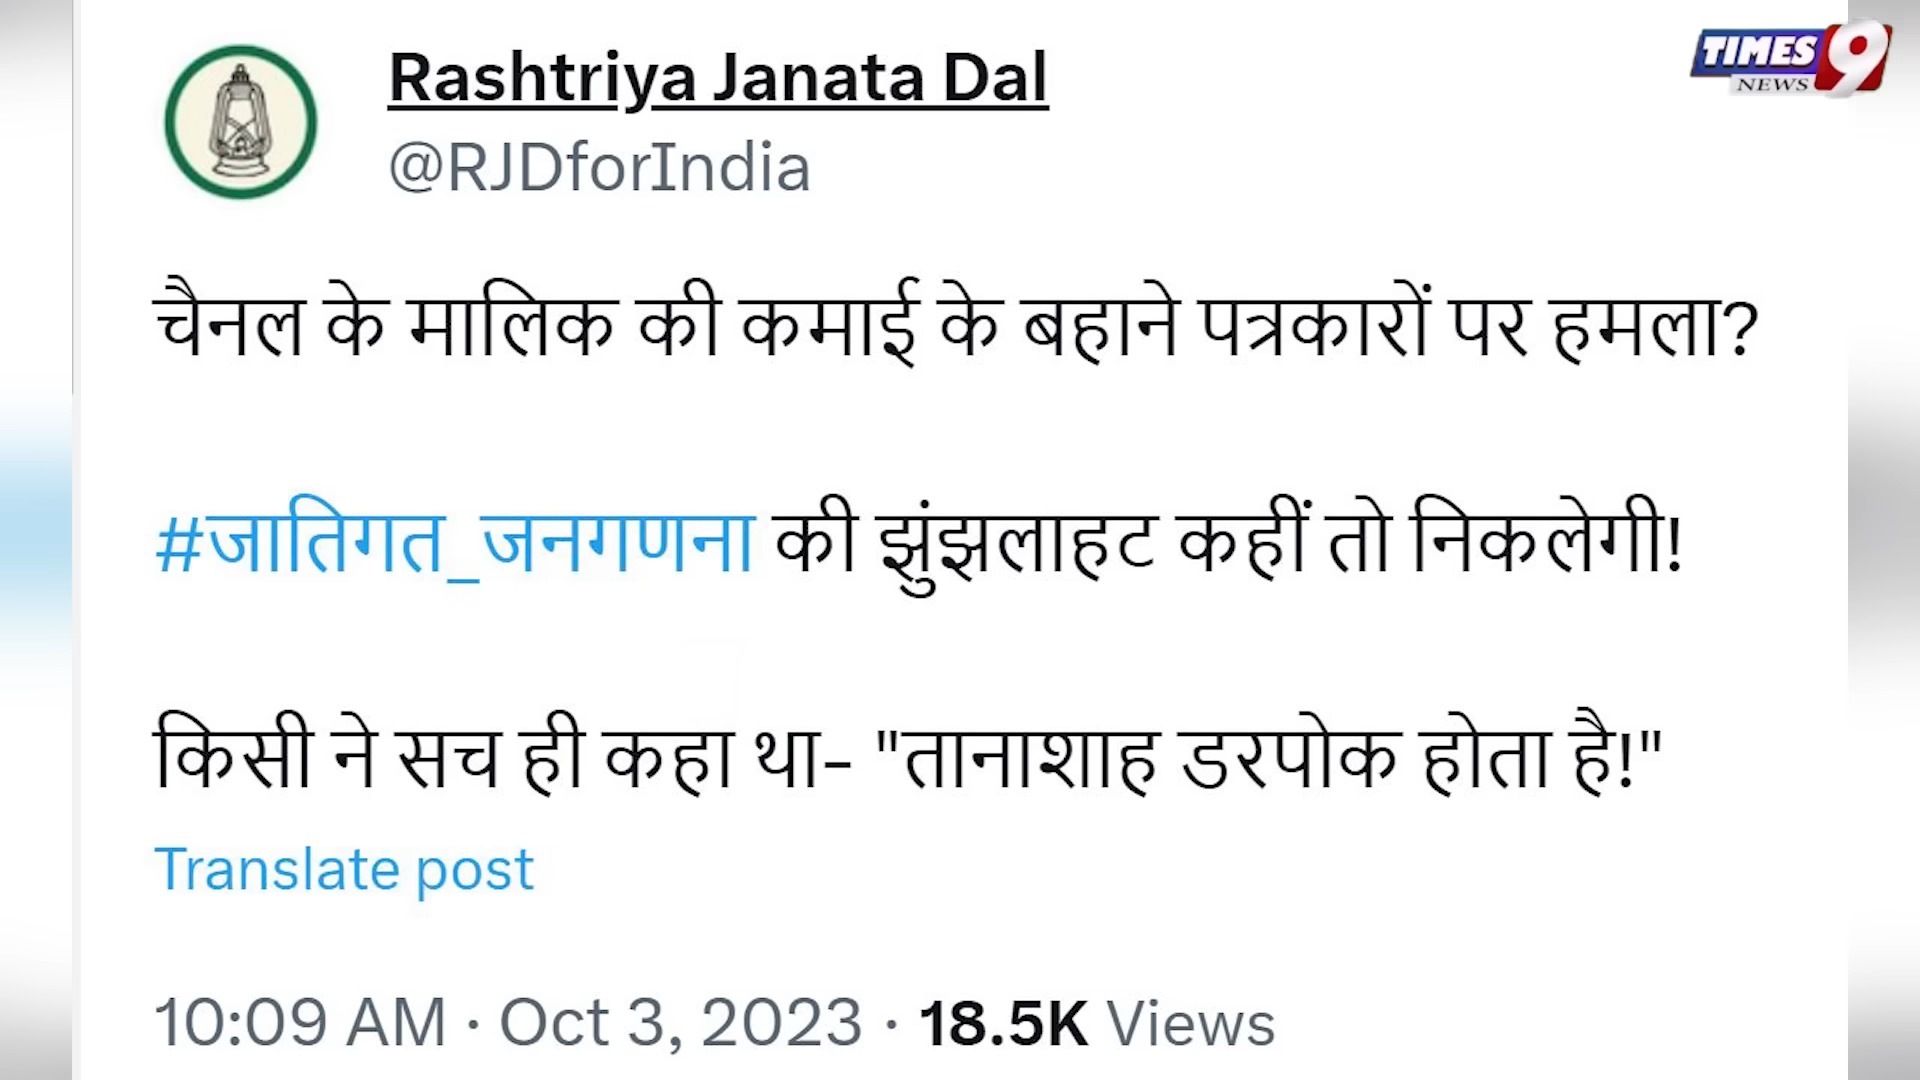 TIMES 9
NEWS
Rashtriya Janata Dal
@RJDforIndia
चैनल के मालिक की कमाई के बहाने पत्रकारों पर हमला?
#जातिगत_जनगणना की झुंझलाहट कहीं तो निकलेगी!
किसी ने सच ही कहा था- "तानाशाह डरपोक होता है!"
Translate post
10:09 AM · Oct 3, 2023 · 18.5K Views